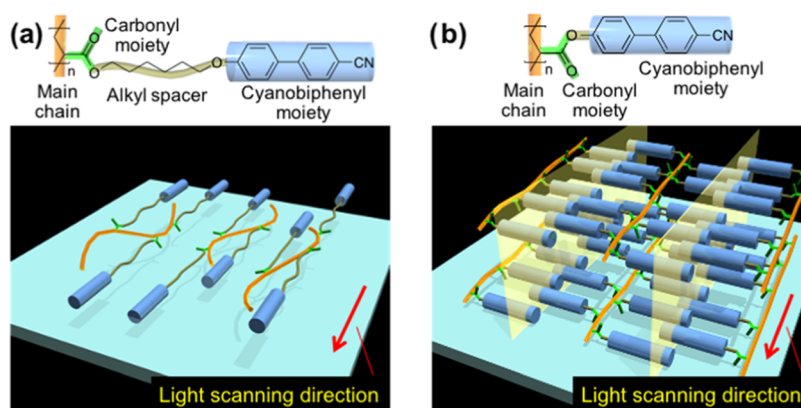 (a)
Carbonyl
moiety
O
O
O
CN
n
Main
chain
Alkyl spacer
Cyanobiphenyl
moiety
Light scanning direction
(b)
O
O
CN
n
Main
chain
Carbonyl
moiety
Cyanobiphenyl
moiety
Light scanning direction